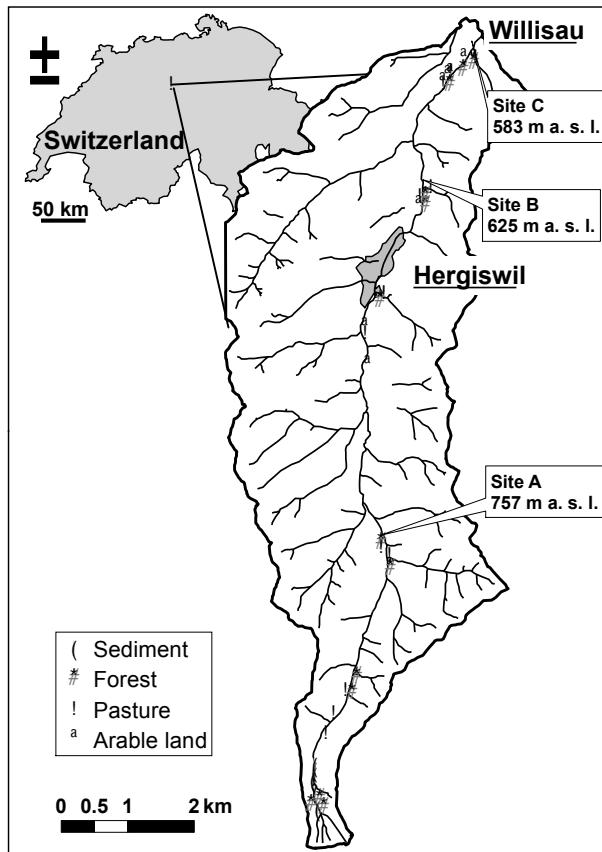 Willisau
Switzerland
50 km
Site C
583 m a. s. l.
Site B
625 m a. s. l.
Hergiswil
Site A
757 m a. s. l.
( Sediment
# Forest
! Pasture
a Arable land
0 0.5 1 2 km